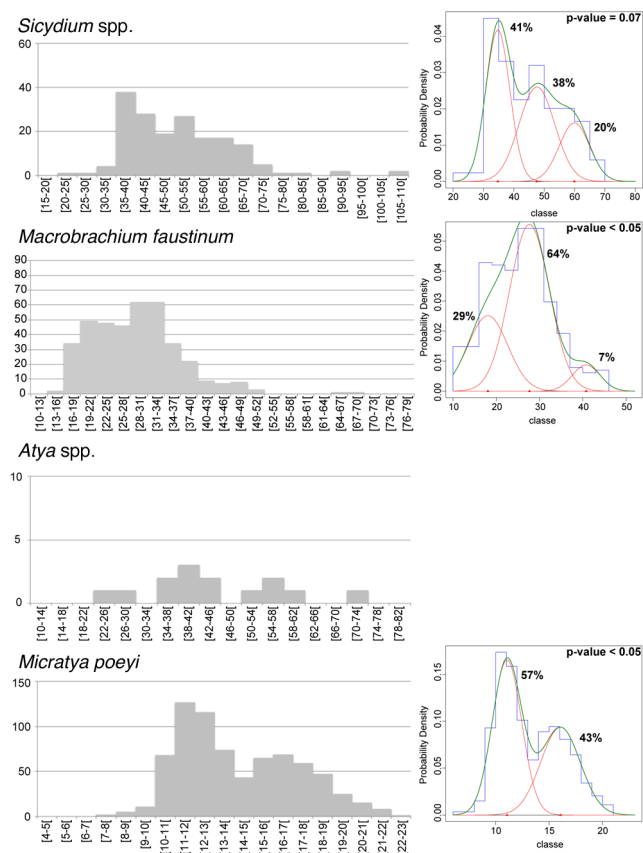 Sicydium spp.
60
40
20
0
[15-20[ [20-25[ [25-30[ [30-35[ [35-40[ [40-45[ [45-50[ [50-55[ [55-60[ [60-65[ [65-70[ [70-75[ [75-80[ [80-85[ [85-90[ [90-95[ [95-100[ [100-105[ [105-110[
p-value = 0.07
41%
38%
20%
Probability Density
0.04
0.03
0.02
0.01
0.00
20 30 40 50 60 70 80
classe
Macrobrachium faustinum
90
80
70
60
50
40
30
20
10
0
[10-13[ [13-16[ [16-19[ [19-22[ [22-25[ [25-28[ [28-31[ [31-34[ [34-37[ [37-40[ [40-43[ [43-46[ [46-49[ [49-52[ [52-55[ [55-58[ [58-61[ [61-64[ [64-67[ [67-70[ [70-73[ [73-76[ [76-79[
p-value < 0.05
64%
29%
7%
Probability Density
0.05
0.04
0.03
0.02
0.01
0.00
10 20 30 40 50
classe
Atya spp.
10
5
0
[10-14[ [14-18[ [18-22[ [22-26[ [26-30[ [30-34[ [34-38[ [38-42[ [42-46[ [46-50[ [50-54[ [54-58[ [58-62[ [62-66[ [66-70[ [70-74[ [74-78[ [78-82[
Micratya poeyi
150
100
50
0
[4-5[ [5-6[ [6-7[ [7-8[ [8-9[ [9-10[ [10-11[ [11-12[ [12-13[ [13-14[ [14-15[ [15-16[ [16-17[ [17-18[ [18-19[ [19-20[ [20-21[ [21-22[ [22-23[
p-value < 0.05
57%
43%
Probability Density
0.15
0.10
0.05
0.00
10 15 20
classe